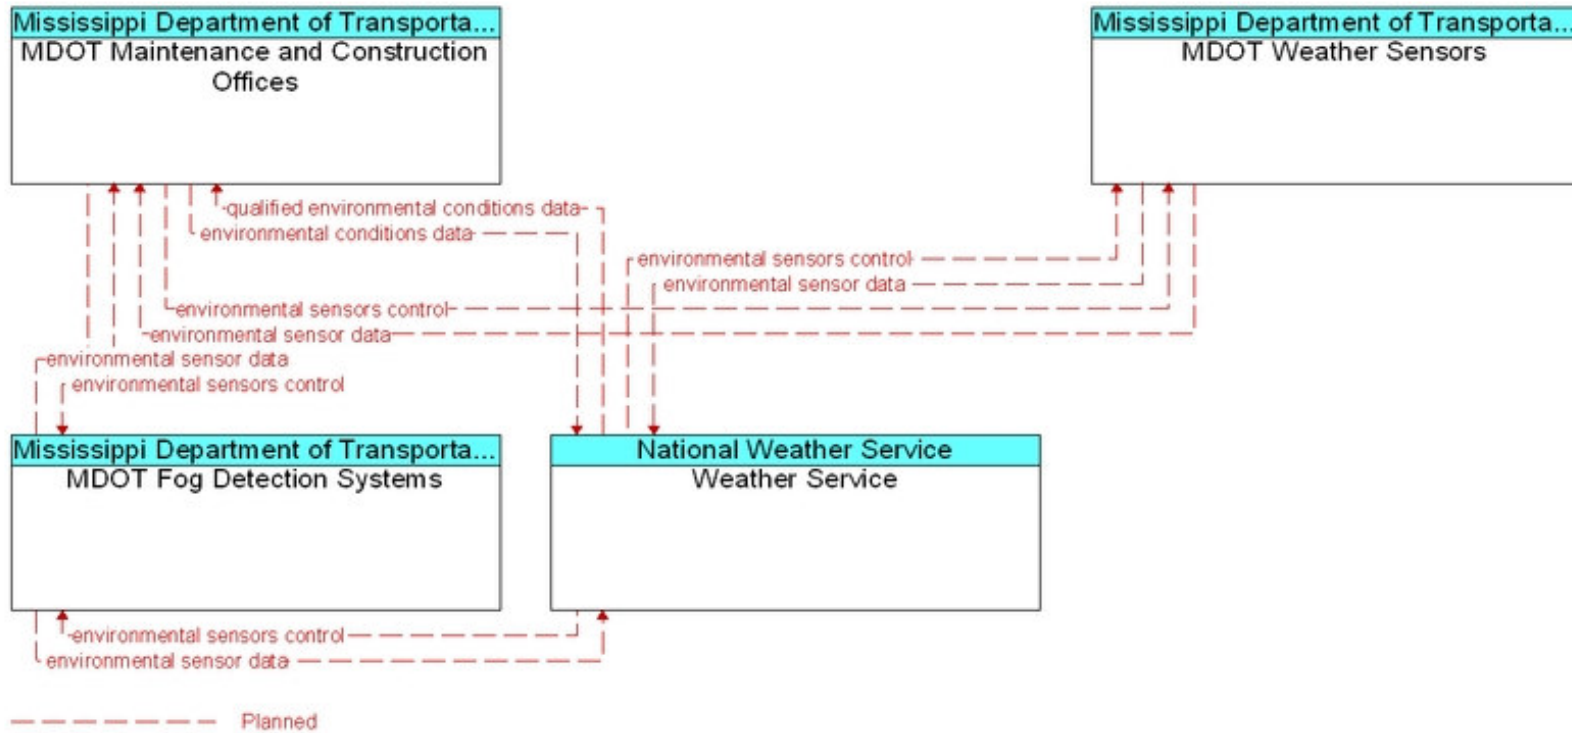 Mississippi Department of Transporta...
MDOT Maintenance and Construction
Offices
Mississippi Department of Transporta...
MDOT Weather Sensors
qualified environmental conditions data
environmental conditions data
environmental sensors control
environmental sensor data
environmental sensors control
environmental sensor data
environmental sensor data
environmental sensors control
Mississippi Department of Transporta...
MDOT Fog Detection Systems
National Weather Service
Weather Service
environmental sensors control
environmental sensor data
Planned